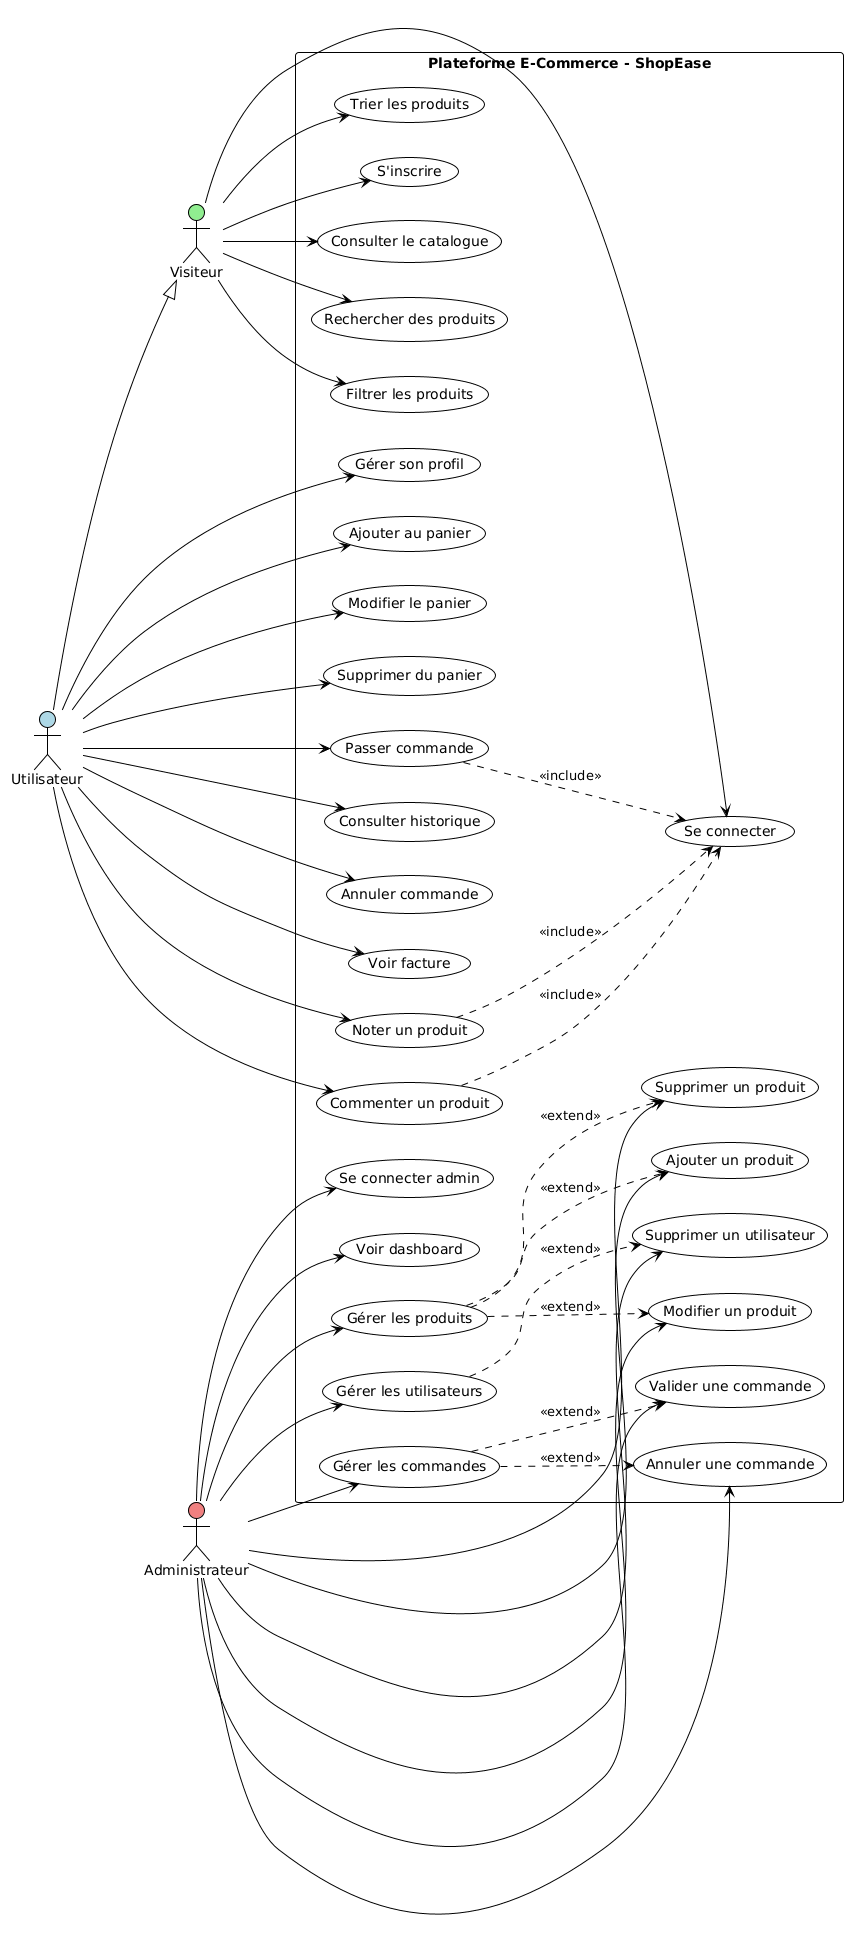 Plateforme E-Commerce - ShopEase
Trier les produits
S'inscrire
Consulter le catalogue
Visiteur
Rechercher des produits
Filtrer les produits
Gérer son profil
Ajouter au panier
Modifier le panier
Supprimer du panier
Passer commande
«include»
Utilisateur
Consulter historique
Se connecter
Annuler commande
«include»
Voir facture
«include»
Noter un produit
Commenter un produit
Supprimer un produit
«extend»
Ajouter un produit
Se connecter admin
«extend»
Supprimer un utilisateur
Voir dashboard
«extend»
Gérer les produits
«extend»
Modifier un produit
Gérer les utilisateurs
Valider une commande
«extend»
Gérer les commandes
«extend»
Annuler une commande
Administrateur